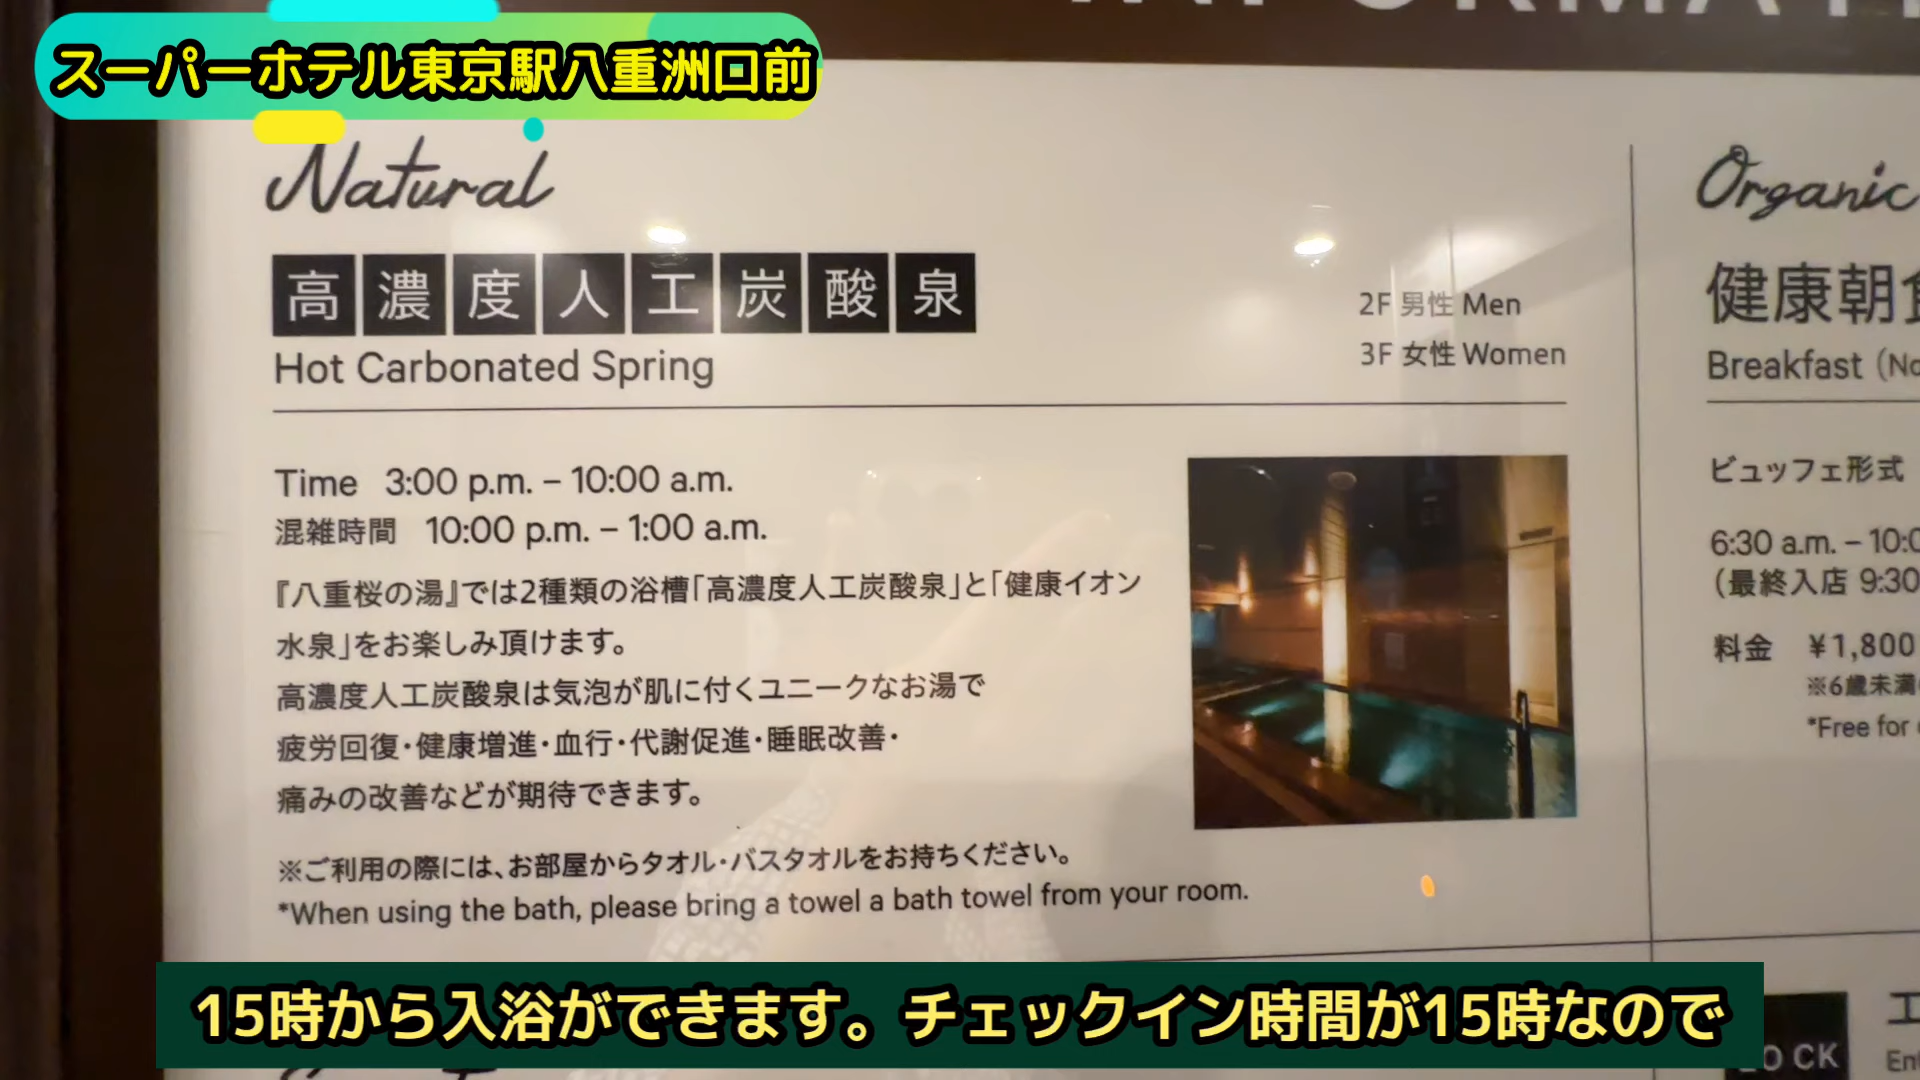 スーパーホテル東京駅八重洲口前
Natural
高濃度人工炭酸泉
Hot Carbonated Spring
2F 男性 Men
3F 女性 Women
Time 3:00 p.m. – 10:00 a.m.
混雑時間 10:00 p.m. – 1:00 a.m.
『八重桜の湯』では2種類の浴槽「高濃度人工炭酸泉」と「健康イオン
水泉」をお楽しみ頂けます。
高濃度人工炭酸泉は気泡が肌に付くユニークなお湯で
疲労回復・健康増進・血行・代謝促進・睡眠改善・
痛みの改善などが期待できます。
※ご利用の際には、お部屋からタオル・バスタオルをお持ちください。
*When using the bath, please bring a towel a bath towel from your room.
Organic
健康朝
Breakfast
ビュッフェ形式
6:30 a.m. –
(最終入店 9:30
料金 ¥1,800
※6歳未満
*Free for
15時から入浴ができます。チェックイン時間が15時なので